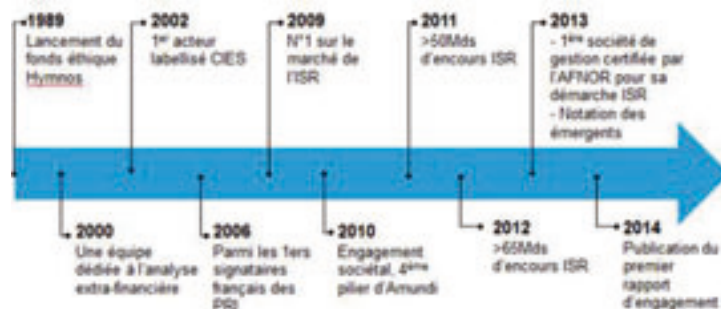 1989
Lancement du
fonds éthique
Hymnos
2002
1er acteur
labellisé CIES
2009
N°1 sur le
marché de
l'ISR
2011
>50Mds
d'encours ISR
2013
- 1ère société de
gestion certifiée par
l'AFNOR pour sa
démarche ISR
- Notation des
émergents
2000
Une équipe
dédiée à l'analyse
extra-financière
2006
Parmi les 1ers
signataires
français des
PRI
2010
Engagement
sociétal, 4ème
pilier d'Amundi
2012
>65Mds
d'encours ISR
2014
Publication du
premier
rapport
d'engagement